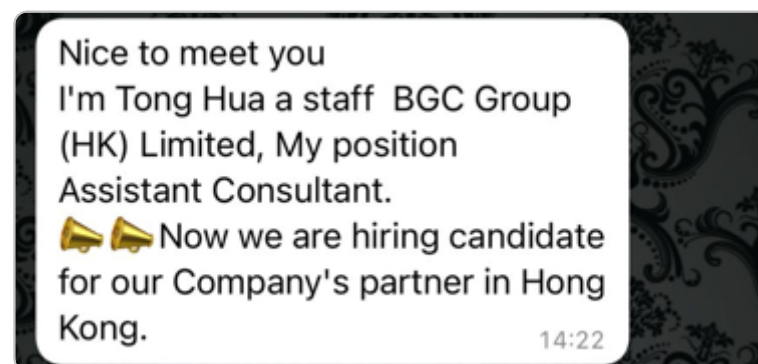 Nice to meet you
I'm Tong Hua a staff  BGC Group
(HK) Limited, My position
Assistant Consultant.
📣📣Now we are hiring candidate
for our Company's partner in Hong
Kong.
14:22